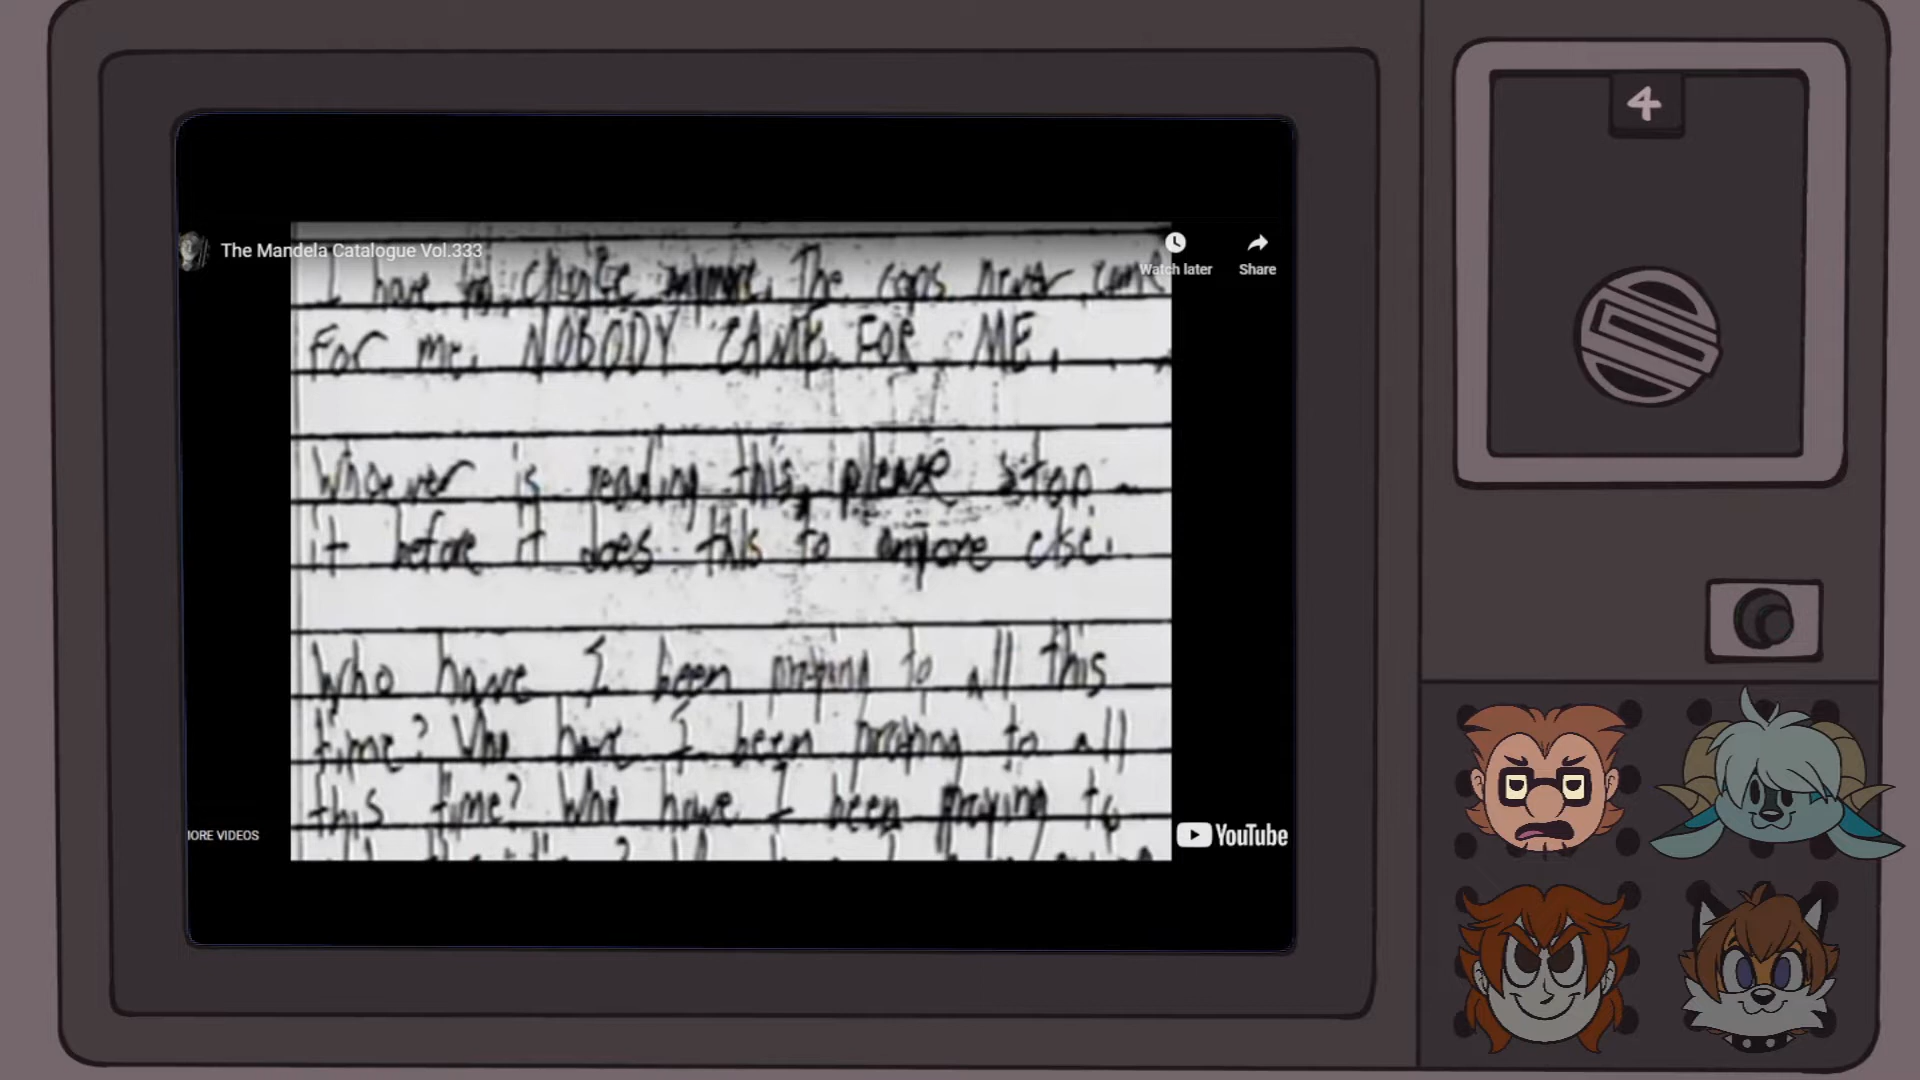 4
The Mandela Catalogue Vol.333
Watch later
Share
I have no choice anymore. The cops never came
for me. NOBODY CAME FOR ME.
Whoever is reading this, please stop
it before it does this to anyone else.
Who have I been praying to all this
time? Who have I been praying to all
this time? Who have I been praying to
MORE VIDEOS
YouTube